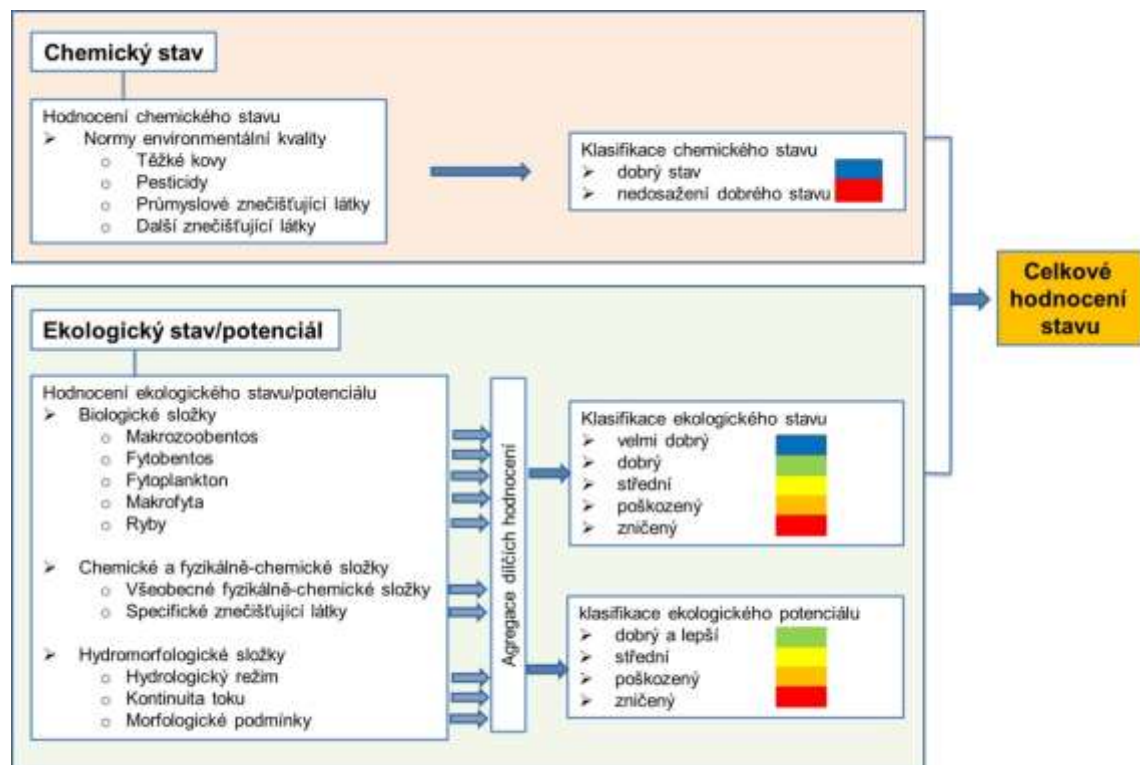 Chemický stav
Hodnocení chemického stavu
➢ Normy environmentální kvality
o Těžké kovy
o Pesticidy
o Průmyslové znečišťující látky
o Další znečišťující látky
Klasifikace chemického stavu
➢ dobrý stav
➢ nedosažení dobrého stavu
Celkové
hodnocení
stavu
Ekologický stav/potenciál
Hodnocení ekologického stavu/potenciálu
➢ Biologické složky
o Makrozoobentos
o Fytobentos
o Fytoplankton
o Makrofyta
o Ryby
➢ Chemické a fyzikálně-chemické složky
o Všeobecné fyzikálně-chemické složky
o Specifické znečišťující látky
➢ Hydromorfologické složky
o Hydrologický režim
o Kontinuita toku
o Morfologické podmínky
Agregace dílčích hodnocení
Klasifikace ekologického stavu
➢ velmi dobrý
➢ dobrý
➢ střední
➢ poškozený
➢ zničený
klasifikace ekologického potenciálu
➢ dobrý a lepší
➢ střední
➢ poškozený
➢ zničený